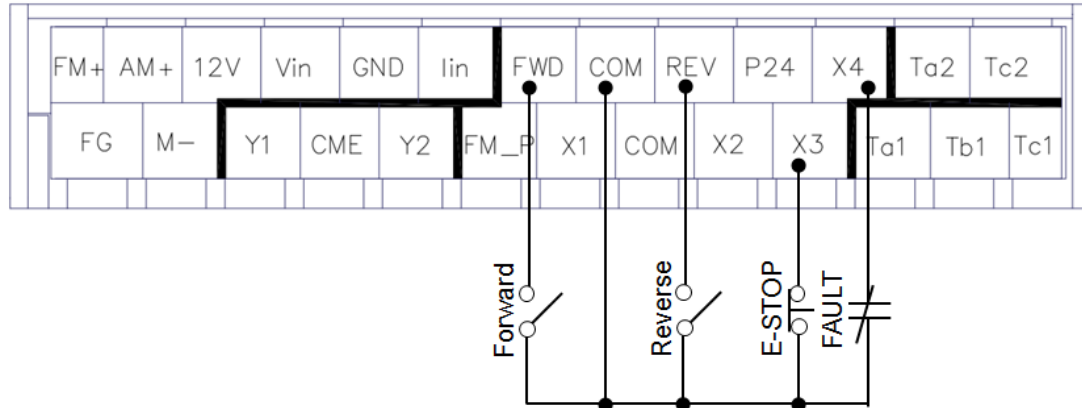 FM+ AM+ 12V Vin GND Iin FWD COM REV P24 X4 Ta2 Tc2
FG M- Y1 CME Y2 FM_P X1 COM X2 X3 Ta1 Tb1 Tc1
Forward
Reverse
E-STOP
FAULT